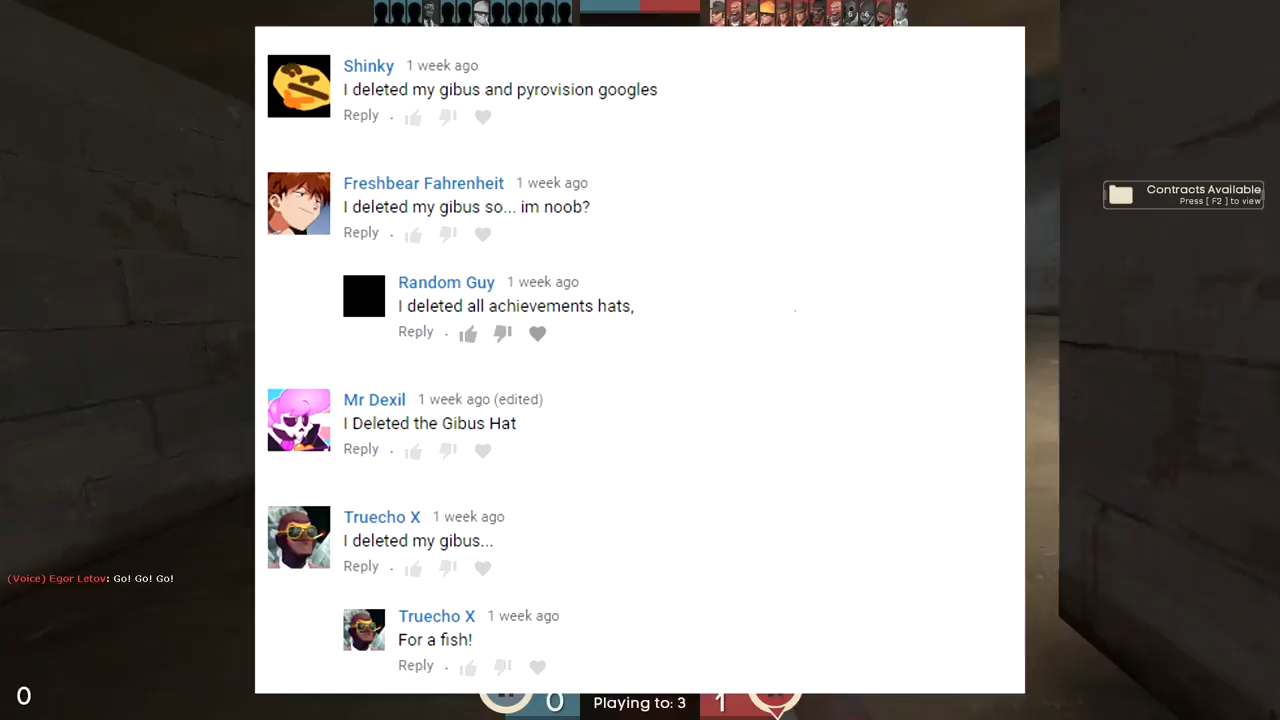 Shinky 1 week ago
I deleted my gibus and pyrovision googles
Reply .
Freshbear Fahrenheit 1 week ago
I deleted my gibus so... im noob?
Reply .
Random Guy 1 week ago
I deleted all achievements hats,
Reply .
Mr Dexil 1 week ago (edited)
I Deleted the Gibus Hat
Reply .
Truecho X 1 week ago
I deleted my gibus...
Reply .
Truecho X 1 week ago
For a fish!
Reply .
Contracts Available
Press [ F2 ] to view
(Voice) Egor Letov: Go! Go! Go!
0
0 Playing to: 3 1